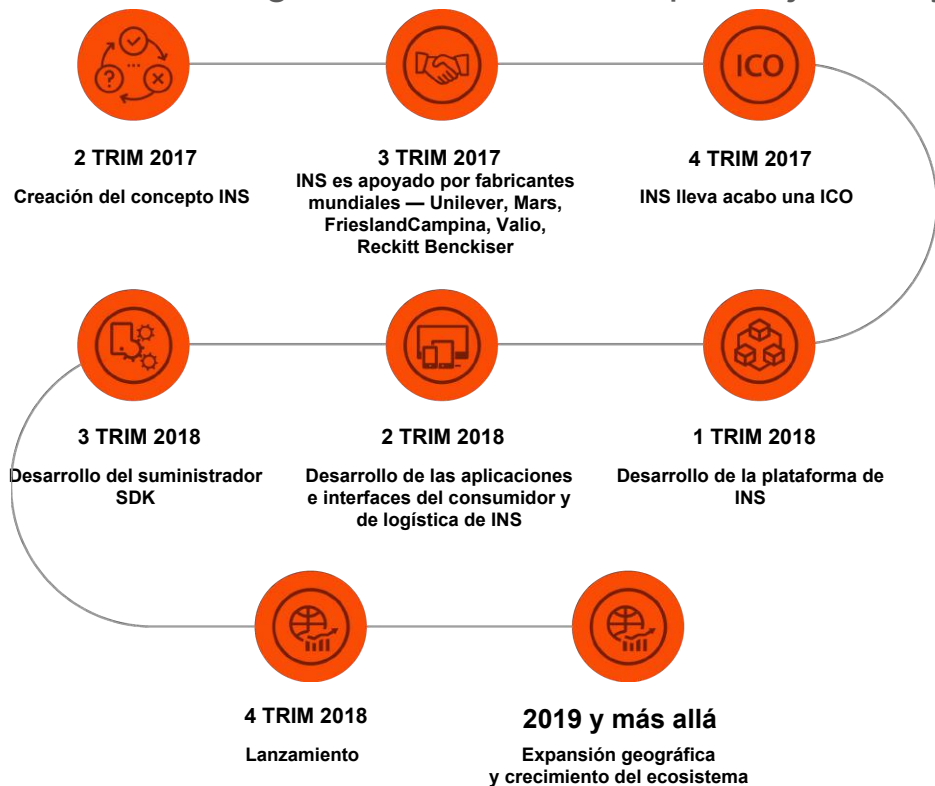 ICO
2 TRIM 2017
Creación del concepto INS
3 TRIM 2017
INS es apoyado por fabricantes
mundiales — Unilever, Mars,
FrieslandCampina, Valio,
Reckitt Benckiser
4 TRIM 2017
INS lleva acabo una ICO
3 TRIM 2018
Desarrollo del suministrador
SDK
2 TRIM 2018
Desarrollo de las aplicaciones
e interfaces del consumidor y
de logística de INS
1 TRIM 2018
Desarrollo de la plataforma de
INS
4 TRIM 2018
Lanzamiento
2019 y más allá
Expansión geográfica
y crecimiento del ecosistema